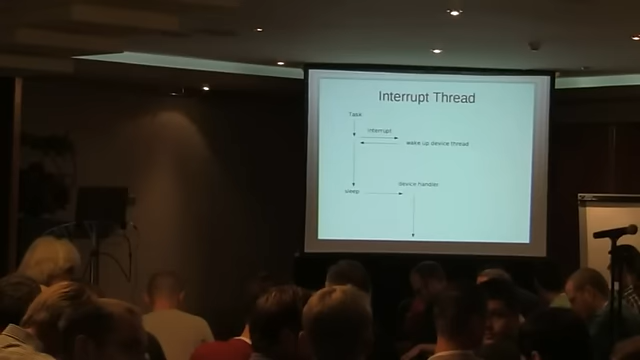 Interrupt Thread
Task
interrupt
wake up device thread
sleep
device handler